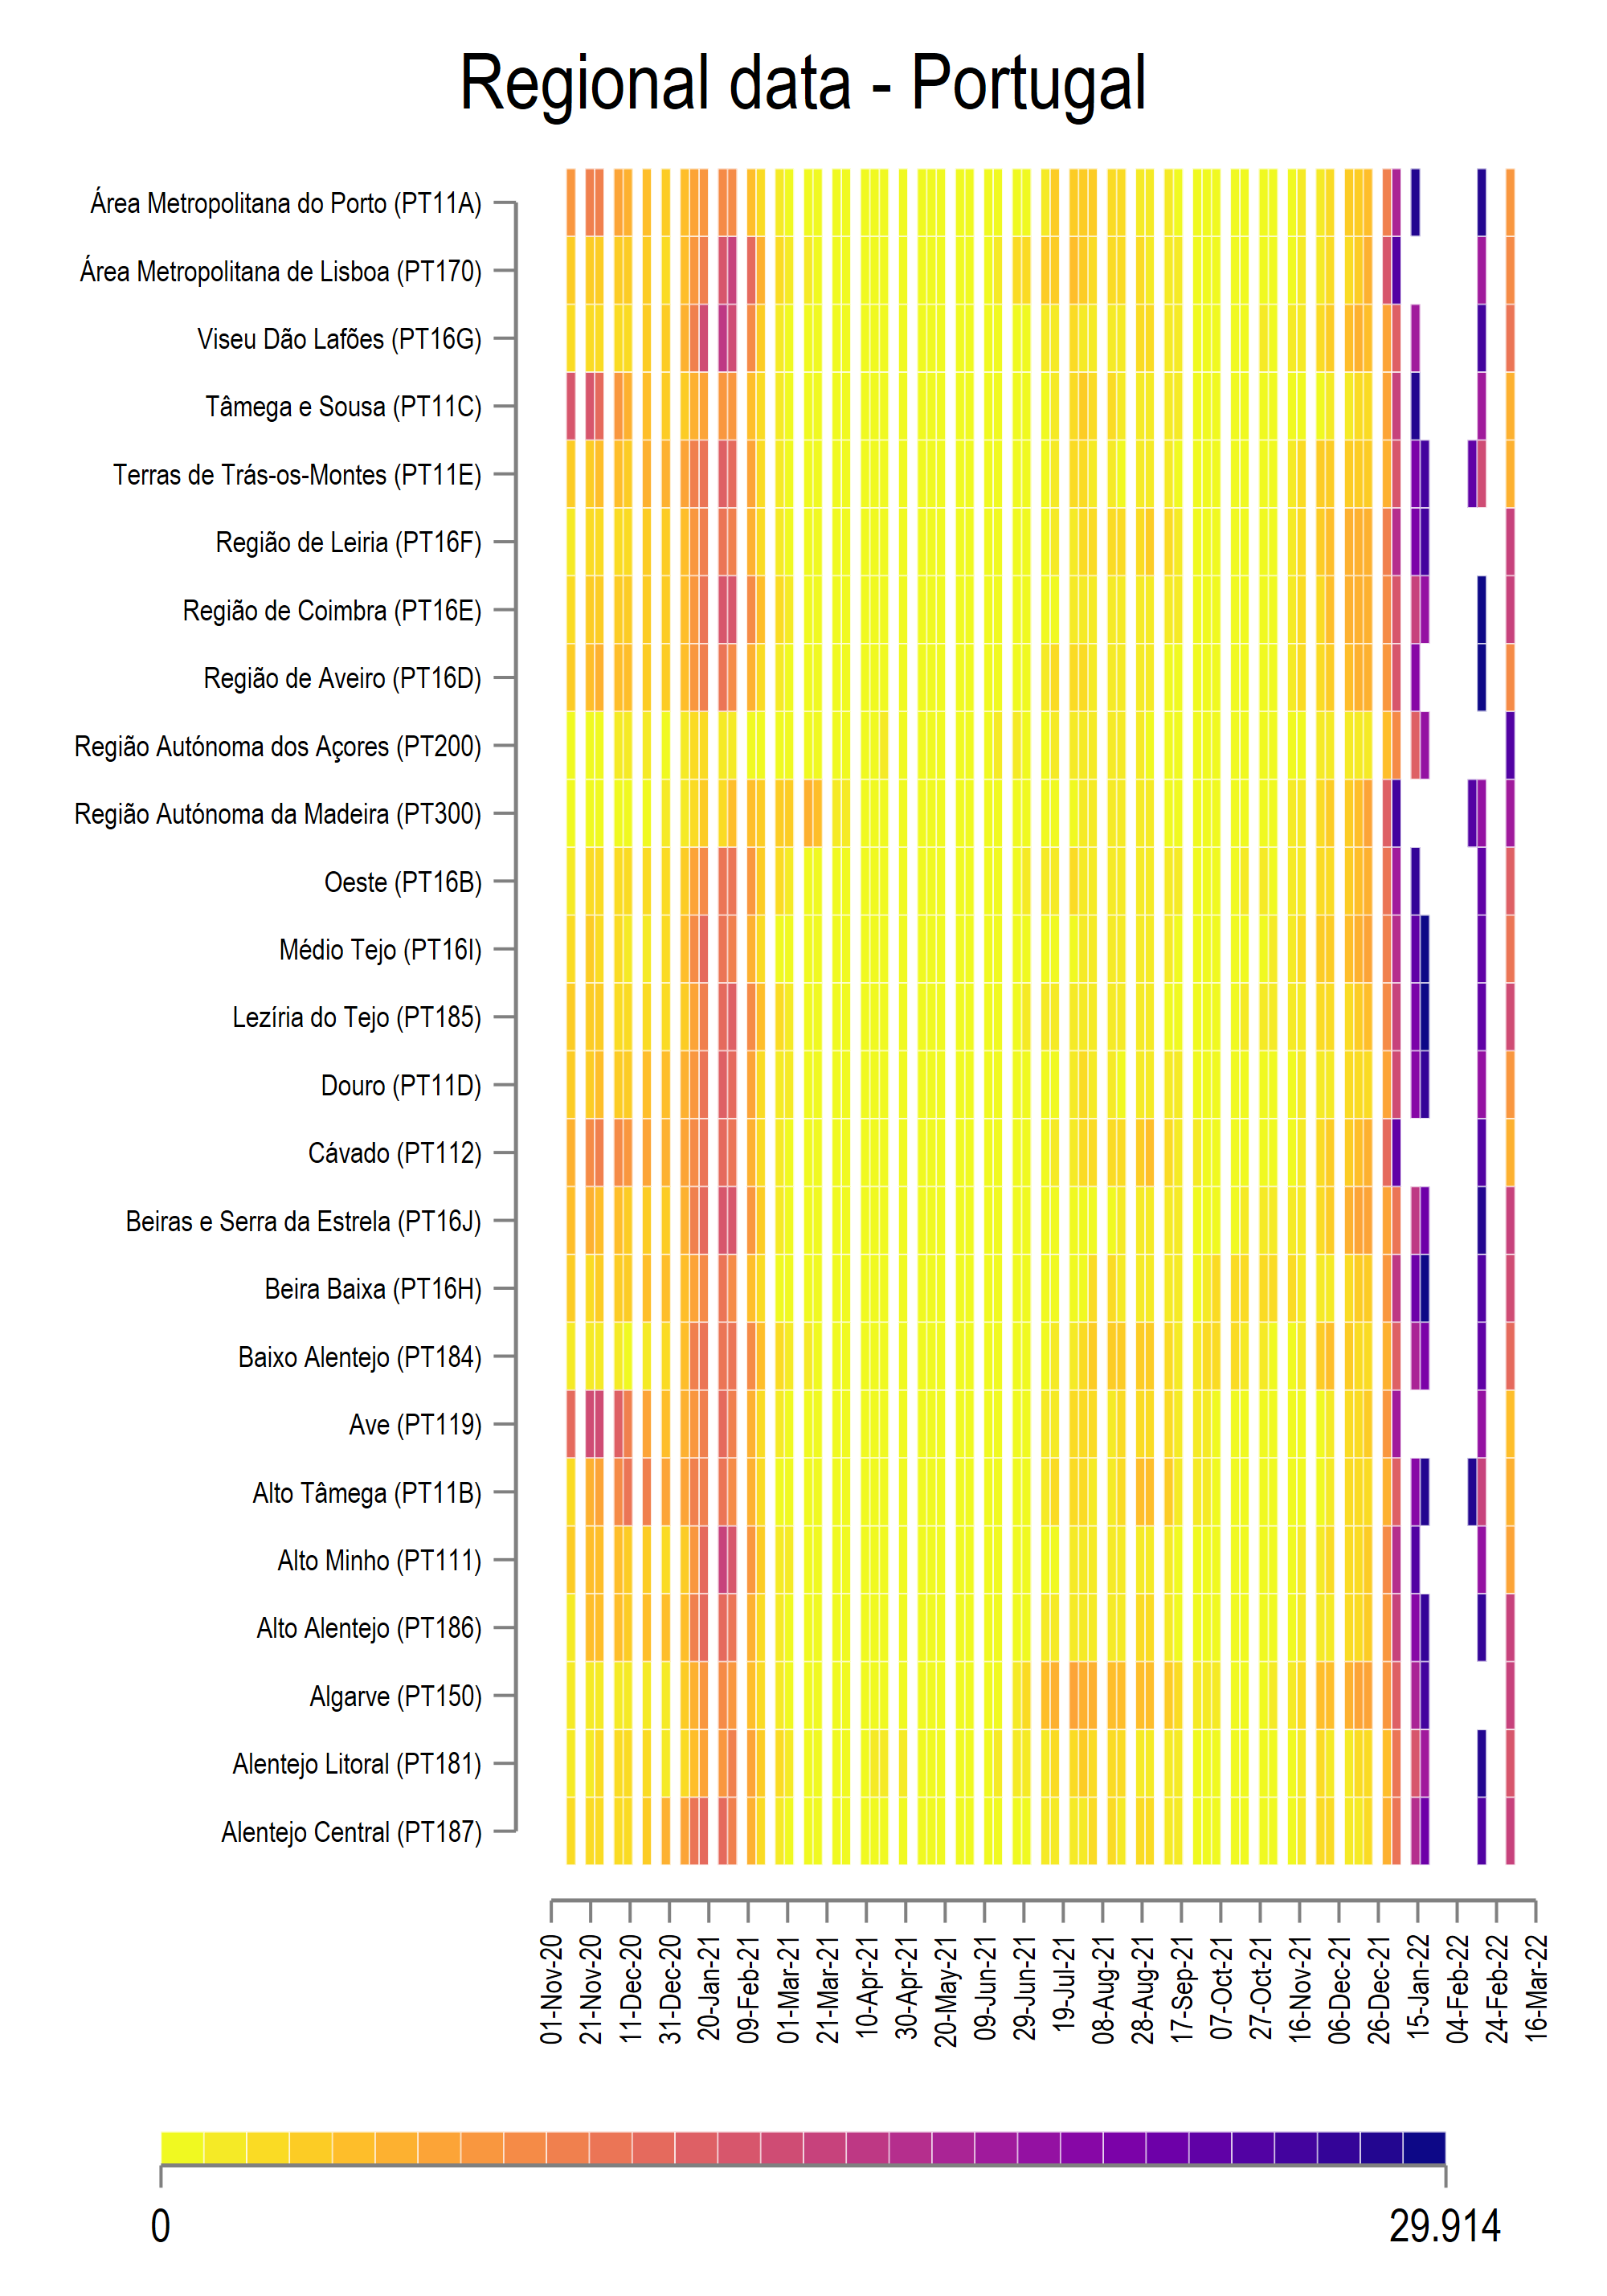 Regional data - Portugal
Área Metropolitana do Porto (PT11A)
Área Metropolitana de Lisboa (PT170)
Viseu Dão Lafões (PT16G)
Tâmega e Sousa (PT11C)
Terras de Trás-os-Montes (PT11E)
Região de Leiria (PT16F)
Região de Coimbra (PT16E)
Região de Aveiro (PT16D)
Região Autónoma dos Açores (PT200)
Região Autónoma da Madeira (PT300)
Oeste (PT16B)
Médio Tejo (PT16I)
Lezíria do Tejo (PT185)
Douro (PT11D)
Cávado (PT112)
Beiras e Serra da Estrela (PT16J)
Beira Baixa (PT16H)
Baixo Alentejo (PT184)
Ave (PT119)
Alto Tâmega (PT11B)
Alto Minho (PT111)
Alto Alentejo (PT186)
Algarve (PT150)
Alentejo Litoral (PT181)
Alentejo Central (PT187)
01-Nov-20
21-Nov-20
11-Dec-20
31-Dec-20
20-Jan-21
09-Feb-21
01-Mar-21
21-Mar-21
10-Apr-21
30-Apr-21
20-May-21
09-Jun-21
29-Jun-21
19-Jul-21
08-Aug-21
28-Aug-21
17-Sep-21
07-Oct-21
27-Oct-21
16-Nov-21
06-Dec-21
26-Dec-21
15-Jan-22
04-Feb-22
24-Feb-22
16-Mar-22
0
29.914